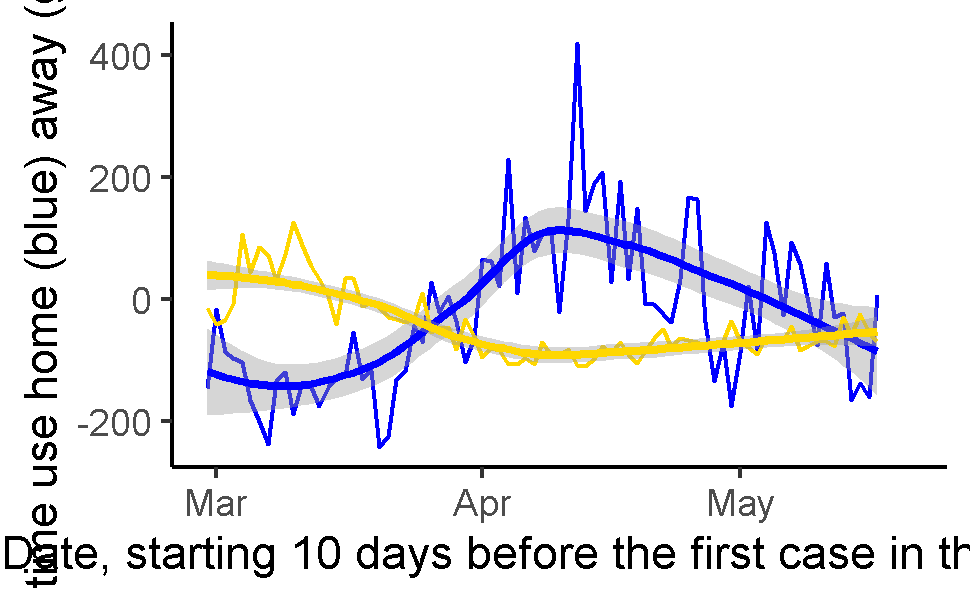 time use home (blue) away (
400
200
0
-200
Mar Apr May
Date, starting 10 days before the first case in th